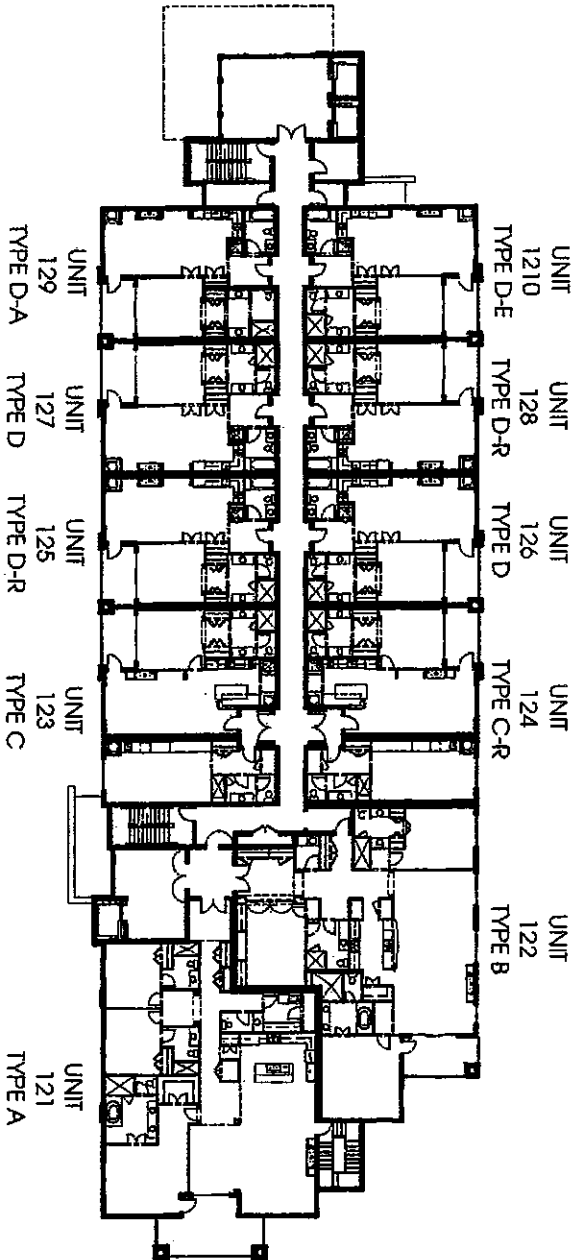 UNIT
1210
TYPE D-E
UNIT
128
TYPE D-R
UNIT
126
TYPE D
UNIT
124
TYPE C-R
UNIT
122
TYPE B
UNIT
129
TYPE D-A
UNIT
127
TYPE D
UNIT
125
TYPE D-R
UNIT
123
TYPE C
UNIT
121
TYPE A